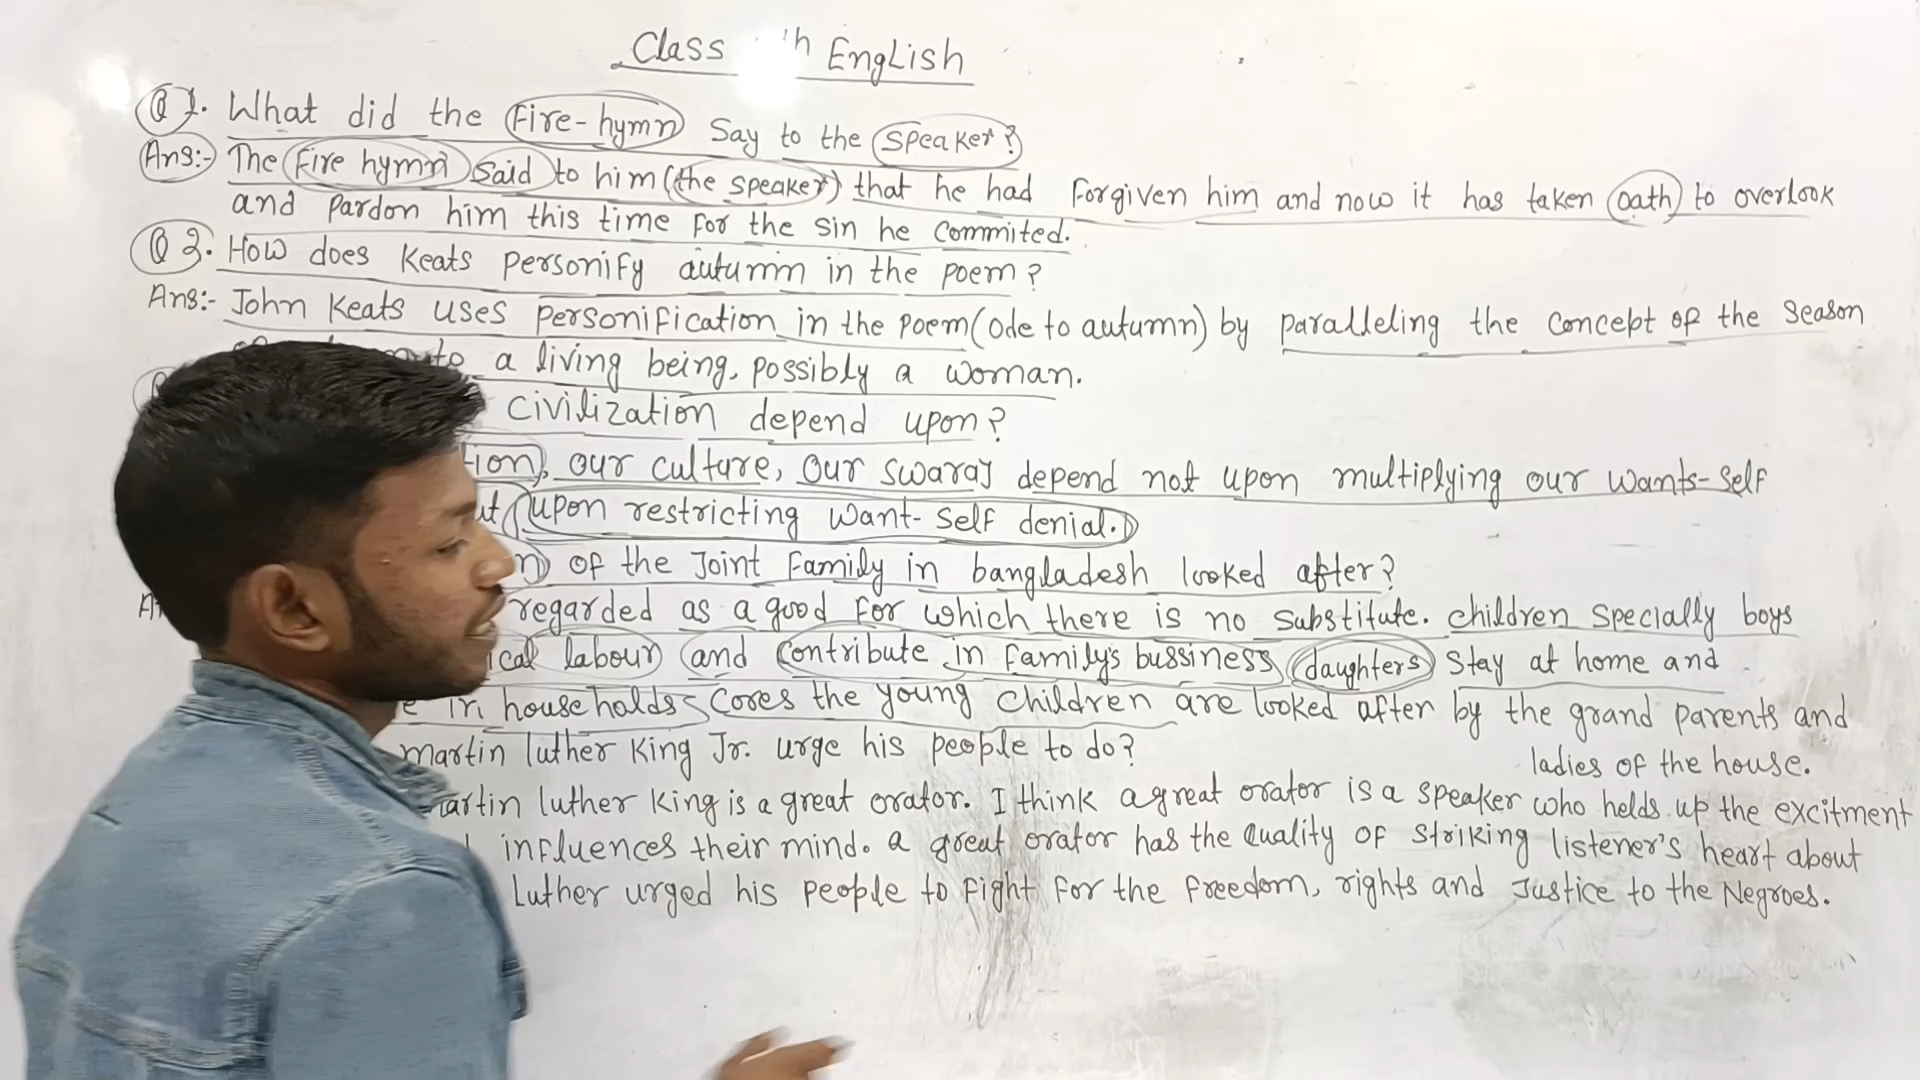 Class th English
Q 1. What did the Fire-hymn Say to the Speaker?
Ans:- The Fire hymn Said to him (the speaker) that he had Forgiven him and now it has taken oath to overlook
and Pardon him this time For the Sin he Commited.
Q 2. How does Keats Personify autumn in the poem?
Ans:- John Keats uses Personification in the Poem (ode to autumn) by paralleling the Concept of the Season
a living being, possibly a woman.
Civilization depend upon?
tion, our culture, our swaraj depend not upon multiplying our wants-Self
ut upon restricting want-Self denial.
n of the Joint Family in bangladesh looked after?
regarded as a good For which there is no substitute. children specially boys
ical labour and contribute in Family's bussiness daughters Stay at home and
e in households Cores the young children are looked after by the grand parents and
ladies of the house.
martin luther King Jr. urge his people to do?
artin luther King is a great orator. I think a great orator is a speaker who helds up the excitment
influences their mind. a great orator has the quality of Striking listener's heart about
Luther urged his people to Fight For the Freedom, rights and Justice to the Negroes.